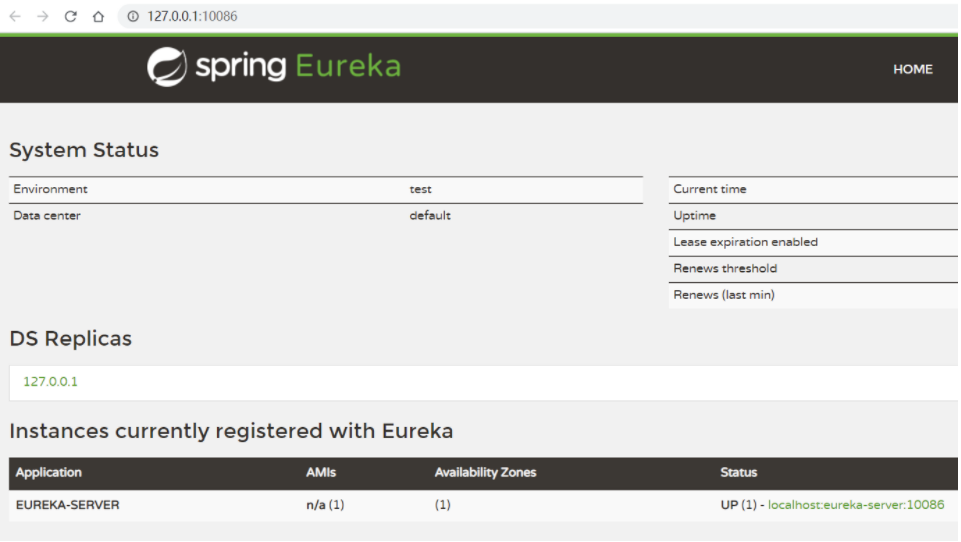 127.0.0.1:10086
spring Eureka
HOME
System Status
Environment test
Data center default
Current time
Uptime
Lease expiration enabled
Renews threshold
Renews (last min)
DS Replicas
127.0.0.1
Instances currently registered with Eureka
Application AMIs Availability Zones Status
EUREKA-SERVER n/a (1) (1) UP (1) - localhost:eureka-server:10086